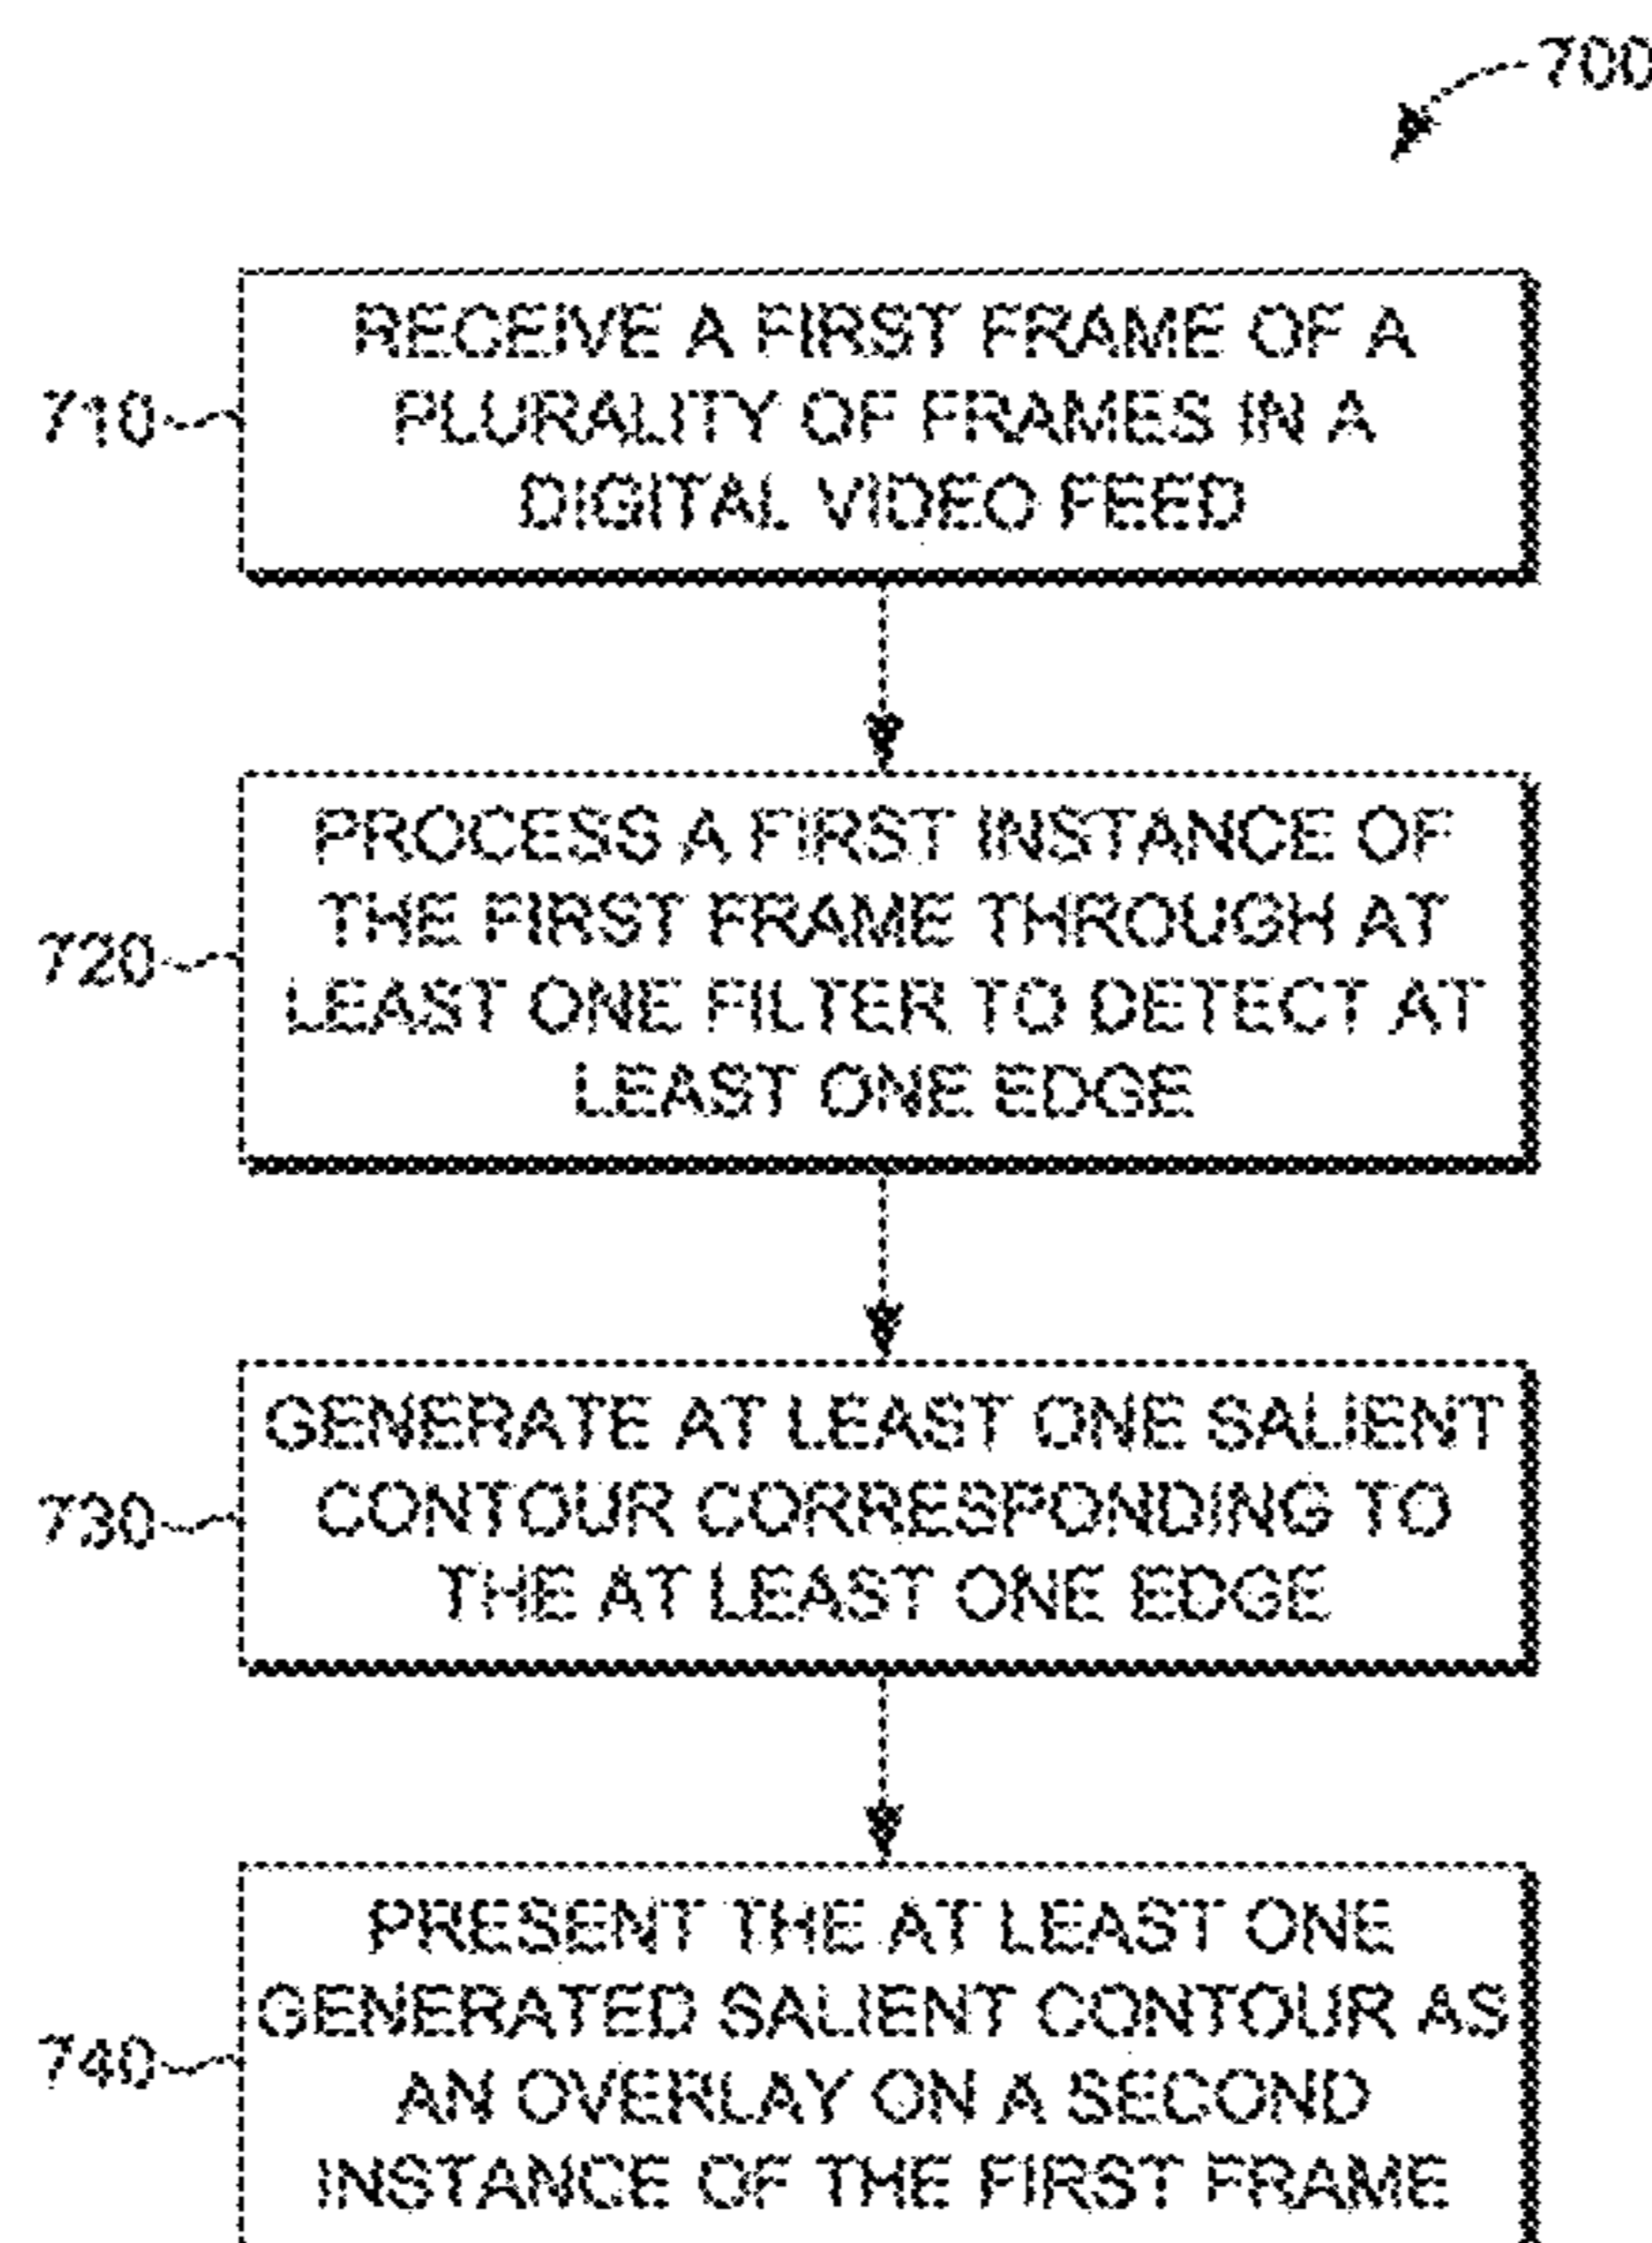 700
RECEIVE A FIRST FRAME OF A
PLURALITY OF FRAMES IN A
DIGITAL VIDEO FEED
710
PROCESS A FIRST INSTANCE OF
THE FIRST FRAME THROUGH AT
LEAST ONE FILTER TO DETECT AT
LEAST ONE EDGE
720
GENERATE AT LEAST ONE SALIENT
CONTOUR CORRESPONDING TO
THE AT LEAST ONE EDGE
730
PRESENT THE AT LEAST ONE
GENERATED SALIENT CONTOUR AS
AN OVERLAY ON A SECOND
INSTANCE OF THE FIRST FRAME
740